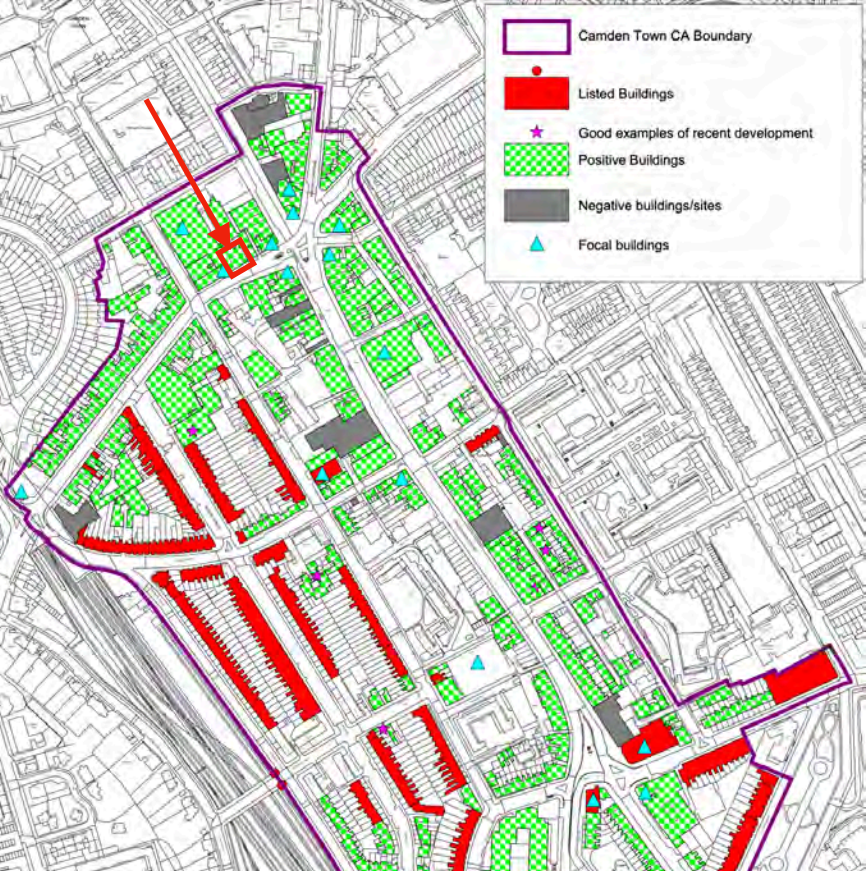 Camden Town CA Boundary
Listed Buildings
Good examples of recent development
Positive Buildings
Negative buildings/sites
Focal buildings